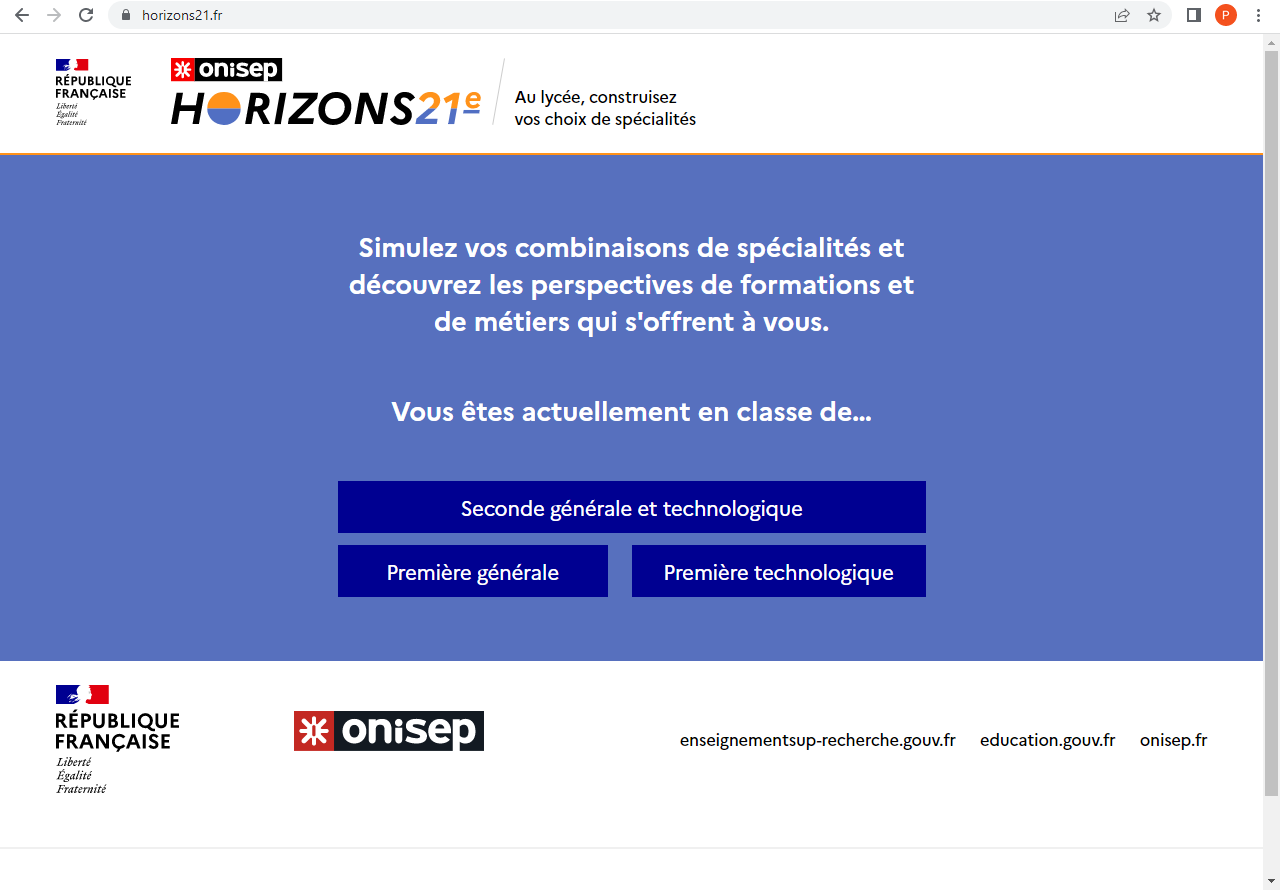 horizons21.fr
P
RÉPUBLIQUE
FRANÇAISE
Liberté
Égalité
Fraternité
onisep
HORIZONS21e
Au lycée, construisez
vos choix de spécialités
Simulez vos combinaisons de spécialités et
découvrez les perspectives de formations et
de métiers qui s'offrent à vous.
Vous êtes actuellement en classe de...
Seconde générale et technologique
Première générale
Première technologique
RÉPUBLIQUE
FRANÇAISE
Liberté
Égalité
Fraternité
onisep
enseignementsup-recherche.gouv.fr
education.gouv.fr
onisep.fr